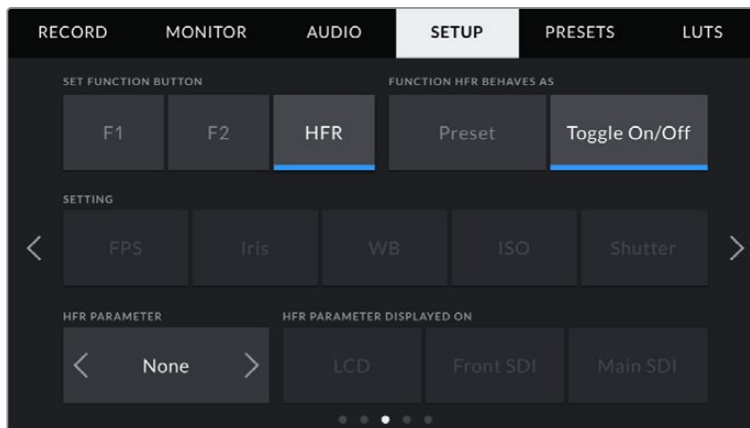 RECORD MONITOR AUDIO SETUP PRESETS LUTS
SET FUNCTION BUTTON FUNCTION HFR BEHAVES AS
F1 F2 HFR Preset Toggle On/Off
SETTING
FPS Iris WB ISO Shutter
HFR PARAMETER HFR PARAMETER DISPLAYED ON
None LCD Front SDI Main SDI